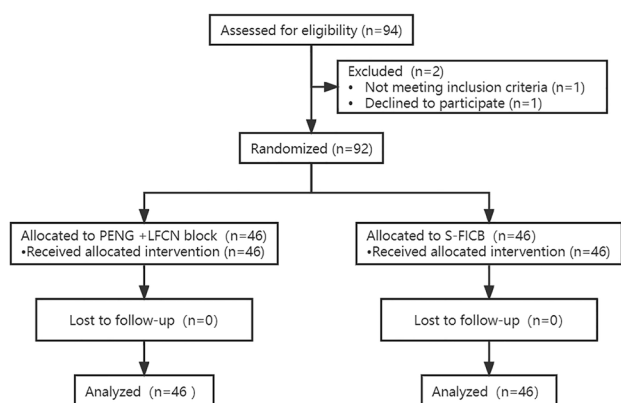 Assessed for eligibility (n=94)
Excluded (n=2)
• Not meeting inclusion criteria (n=1)
• Declined to participate (n=1)
Randomized (n=92)
Allocated to PENG +LFCN block (n=46)
•Received allocated intervention (n=46)
Allocated to S-FICB (n=46)
•Received allocated intervention (n=46)
Lost to follow-up (n=0)
Lost to follow-up (n=0)
Analyzed (n=46 )
Analyzed (n=46)